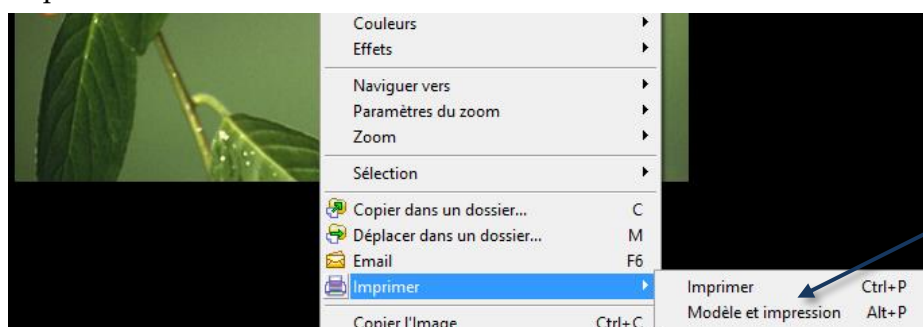 Couleurs
Effets
Naviguer vers
Paramètres du zoom
Zoom
Sélection
Copier dans un dossier... C
Déplacer dans un dossier... M
Email F6
Imprimer
Imprimer Ctrl+P
Modèle et impression Alt+P
Copier l'Image Ctrl+C